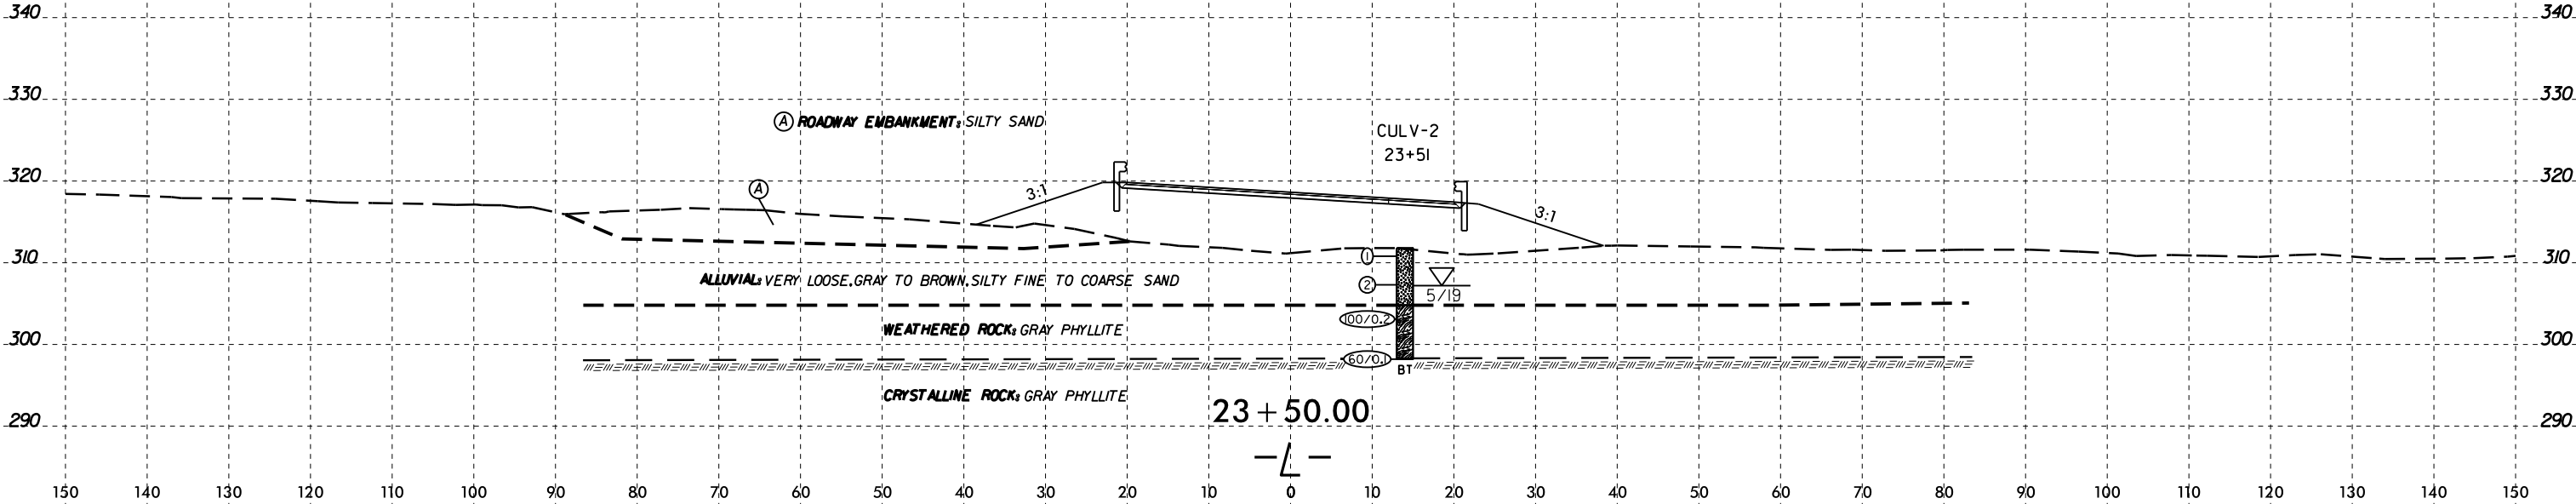 340 340
330 330
Ⓐ ROADWAY EMBANKMENT: SILTY SAND
CULV-2
23+51
320 320
A
3:1
3:1
310 310
1
ALLUVIAL: VERY LOOSE, GRAY TO BROWN, SILTY FINE TO COARSE SAND
2
5/19
100/0.2
WEATHERED ROCK: GRAY PHYLLITE
300 300
60/0.1
BT
CRYSTALLINE ROCK: GRAY PHYLLITE
23+50.00
290 290
-L-
150 140 130 120 110 100 90 80 70 60 50 40 30 20 10 0 10 20 30 40 50 60 70 80 90 100 110 120 130 140 150